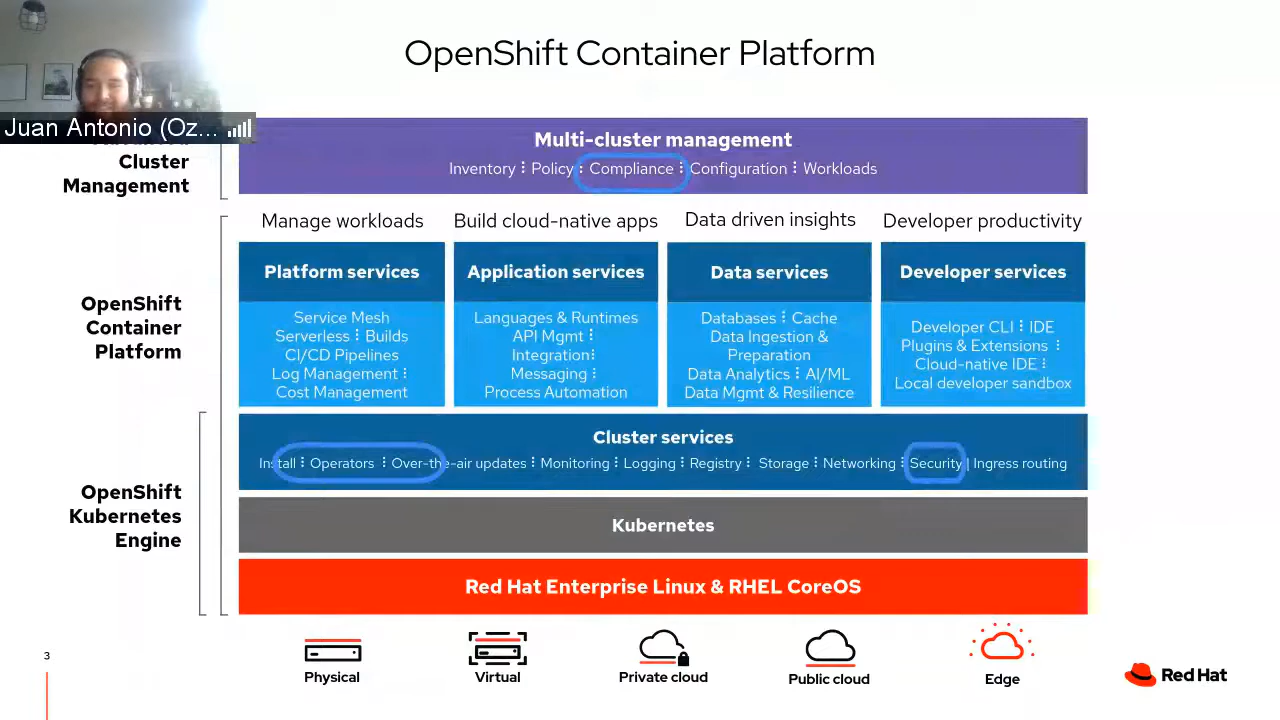 OpenShift Container Platform
Juan Antonio (Oz...
Cluster
Management
Multi-cluster management
Inventory ⁝ Policy ⁝ Compliance ⁝ Configuration ⁝ Workloads
Manage workloads
Build cloud-native apps
Data driven insights
Developer productivity
OpenShift
Container
Platform
Platform services
Service Mesh
Serverless ⁝ Builds
CI/CD Pipelines
Log Management ⁝
Cost Management
Application services
Languages & Runtimes
API Mgmt ⁝
Integration⁝
Messaging ⁝
Process Automation
Data services
Databases ⁝ Cache
Data Ingestion &
Preparation
Data Analytics ⁝ AI/ML
Data Mgmt & Resilience
Developer services
Developer CLI ⁝ IDE
Plugins & Extensions ⁝
Cloud-native IDE ⁝
Local developer sandbox
OpenShift
Kubernetes
Engine
Cluster services
Install ⁝ Operators ⁝ Over-the-air updates ⁝ Monitoring ⁝ Logging ⁝ Registry ⁝ Storage ⁝ Networking ⁝ Security | Ingress routing
Kubernetes
Red Hat Enterprise Linux & RHEL CoreOS
Physical
Virtual
Private cloud
Public cloud
Edge
3
Red Hat